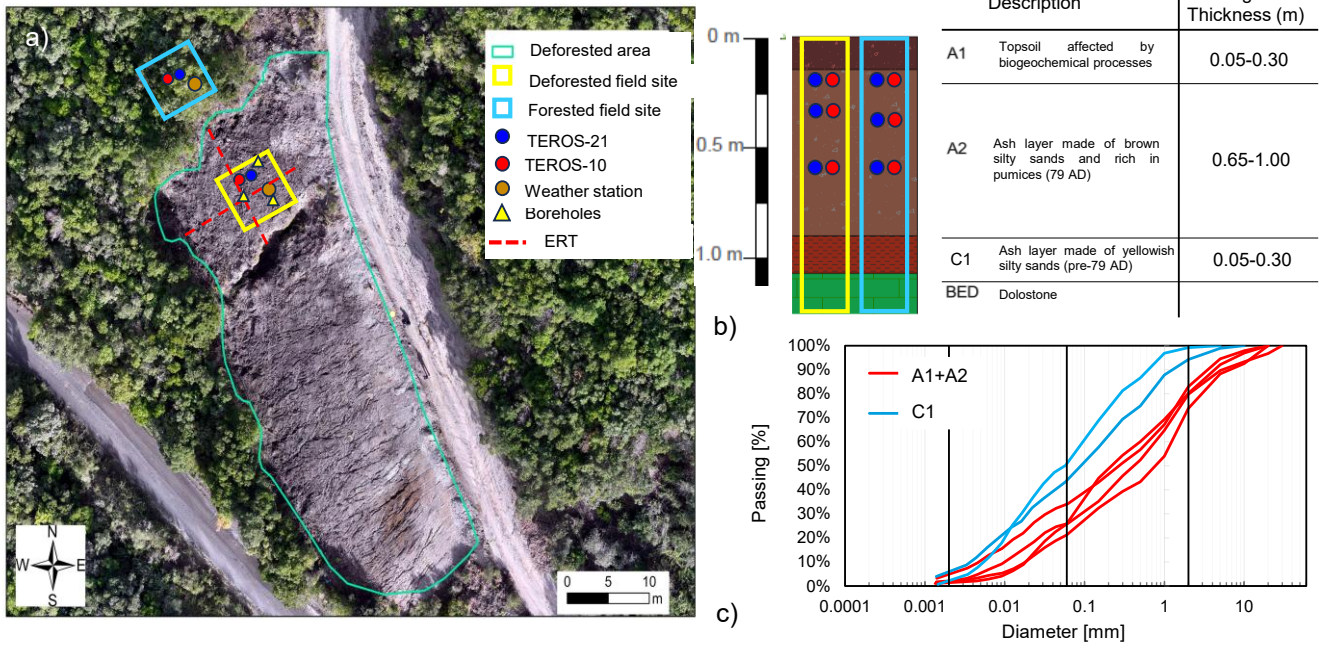 a)
Deforested area
Deforested field site
Forested field site
TEROS-21
TEROS-10
Weather station
Boreholes
ERT
N
W E
S
0 5 10
m
0 m
0.5 m
1.0 m
b)
Description
Thickness (m)
A1
Topsoil affected by
biogeochemical processes
0.05-0.30
A2
Ash layer made of brown
silty sands and rich in
pumices (79 AD)
0.65-1.00
C1
Ash layer made of yellowish
silty sands (pre-79 AD)
0.05-0.30
BED
Dolostone
c)
Passing [%]
100%
90%
80%
70%
60%
50%
40%
30%
20%
10%
0%
A1+A2
C1
0.0001 0.001 0.01 0.1 1 10
Diameter [mm]